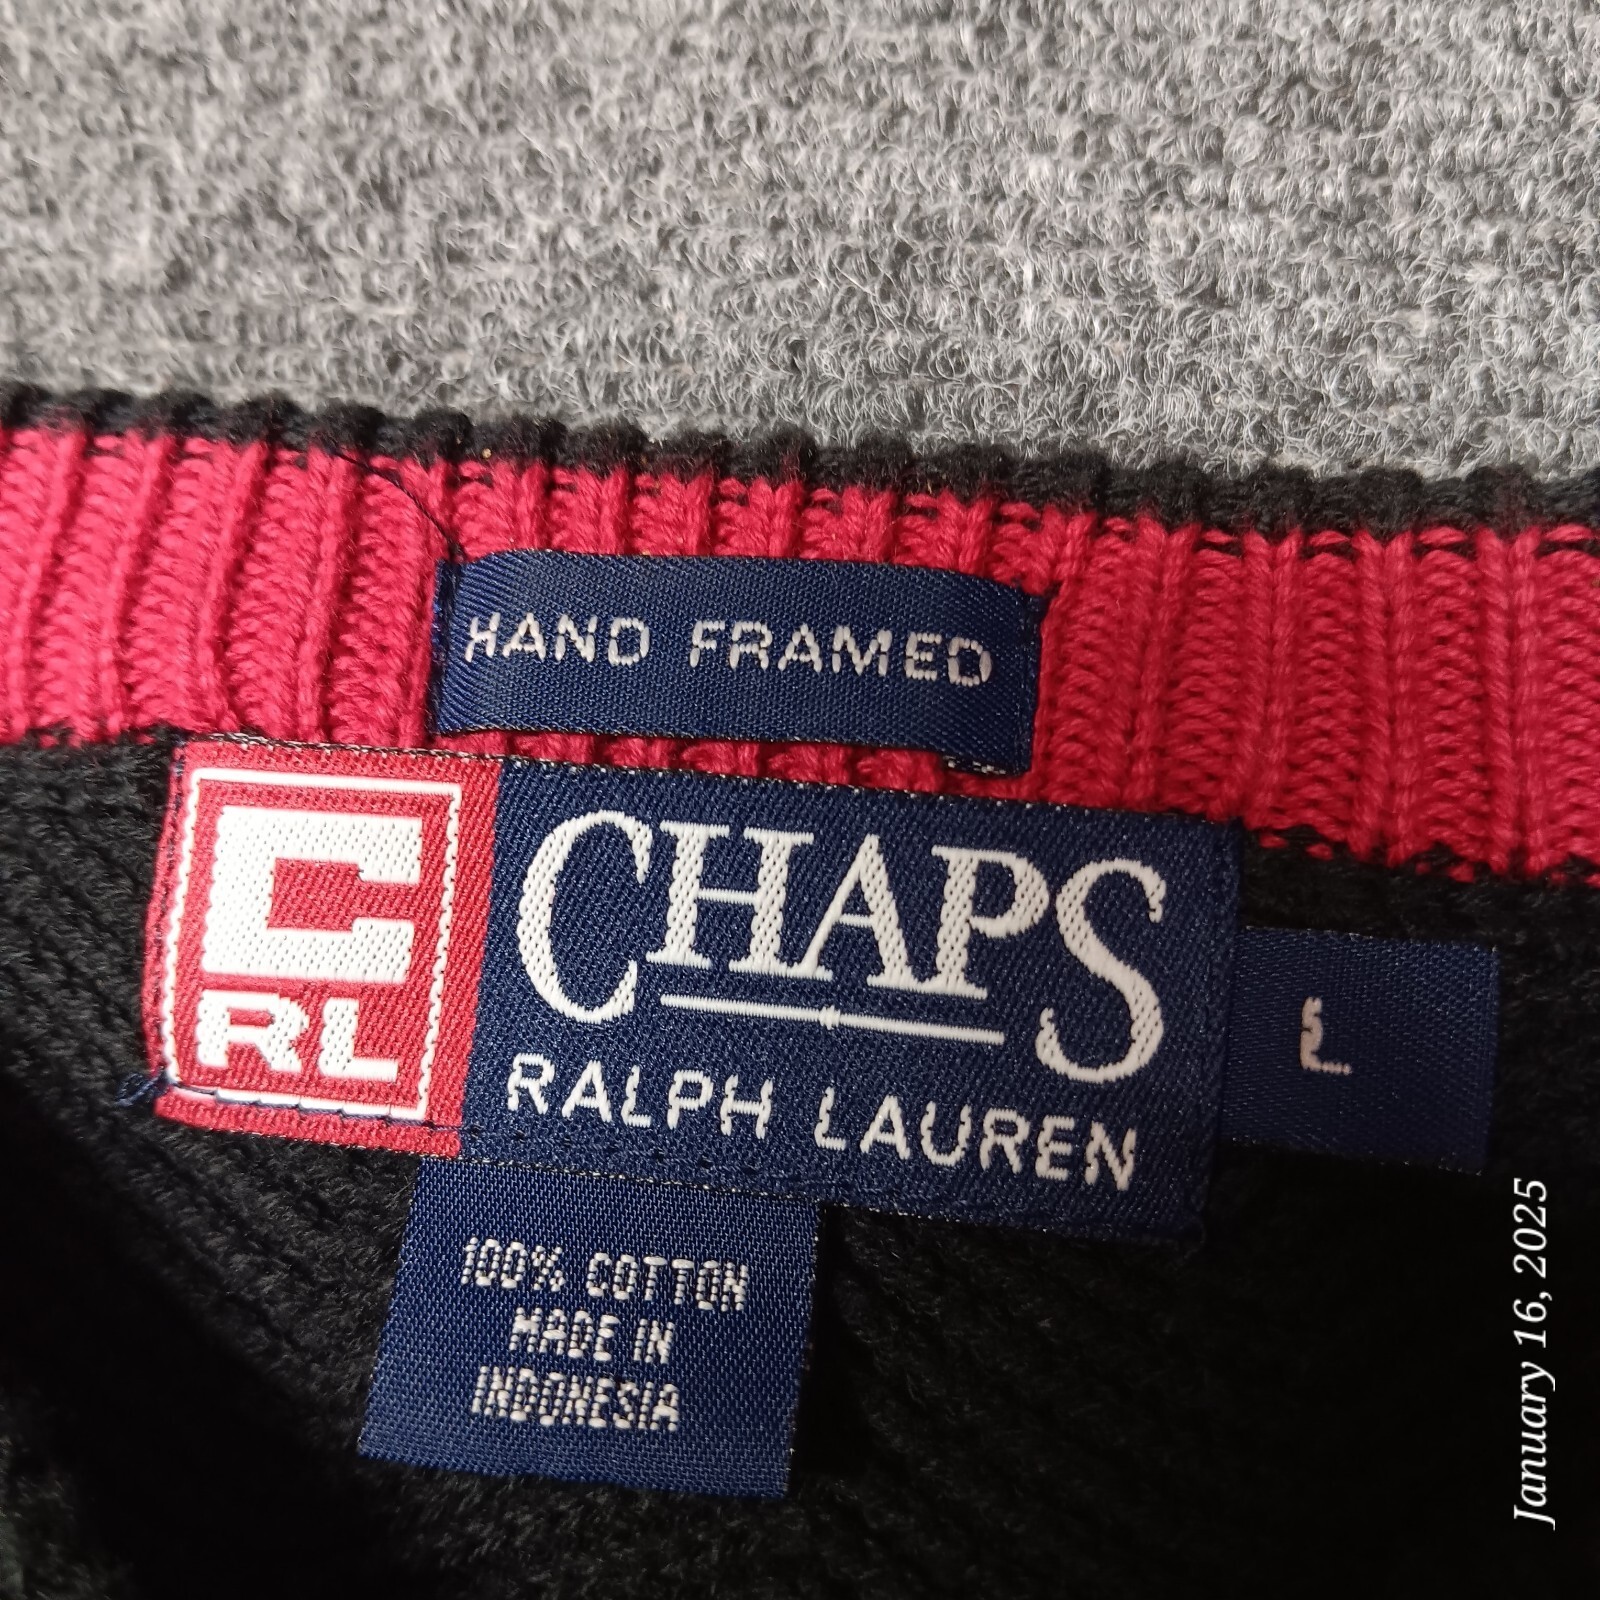 HAND FRAMED
C
RL
CHAPS
RALPH LAUREN
L
100% COTTON
MADE IN
INDONESIA
January 16, 2025